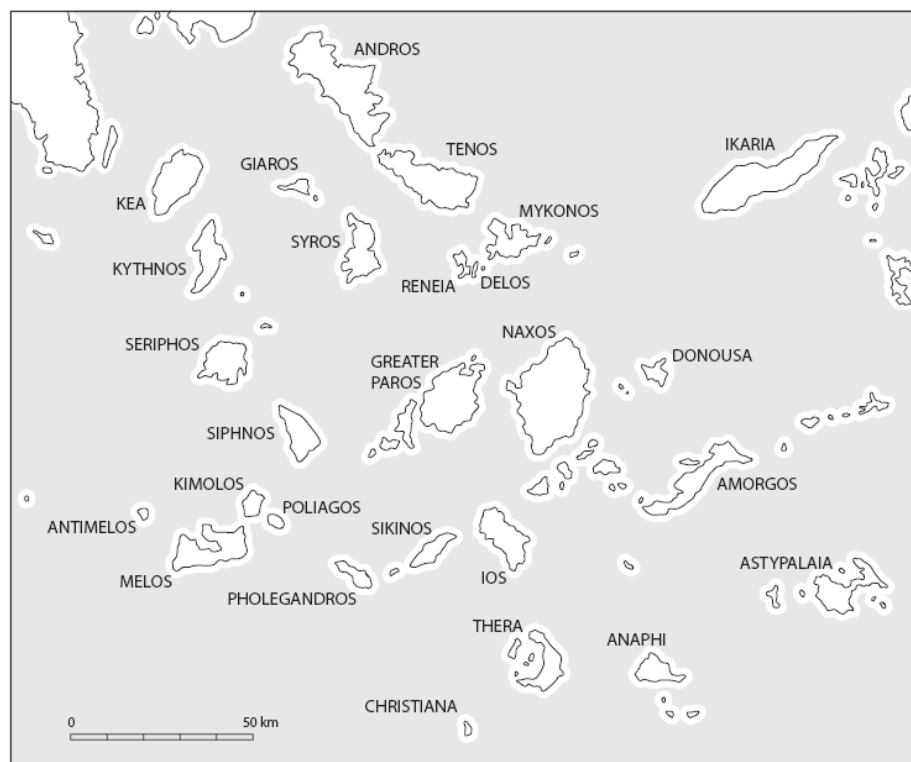 ANDROS
IKARIA
TENOS
GIAROS
KEA
MYKONOS
SYROS
KYTHNOS
RENEIA
DELOS
NAXOS
SERIPHOS
DONOUSA
GREATER
PAROS
SIPHNOS
KIMOLOS
AMORGOS
POLIAGOS
ANTIMELOS
SIKINOS
ASTYPALAIA
MELOS
IOS
PHOLEGANDROS
THERA
ANAPHI
CHRISTIANA
0 50 km